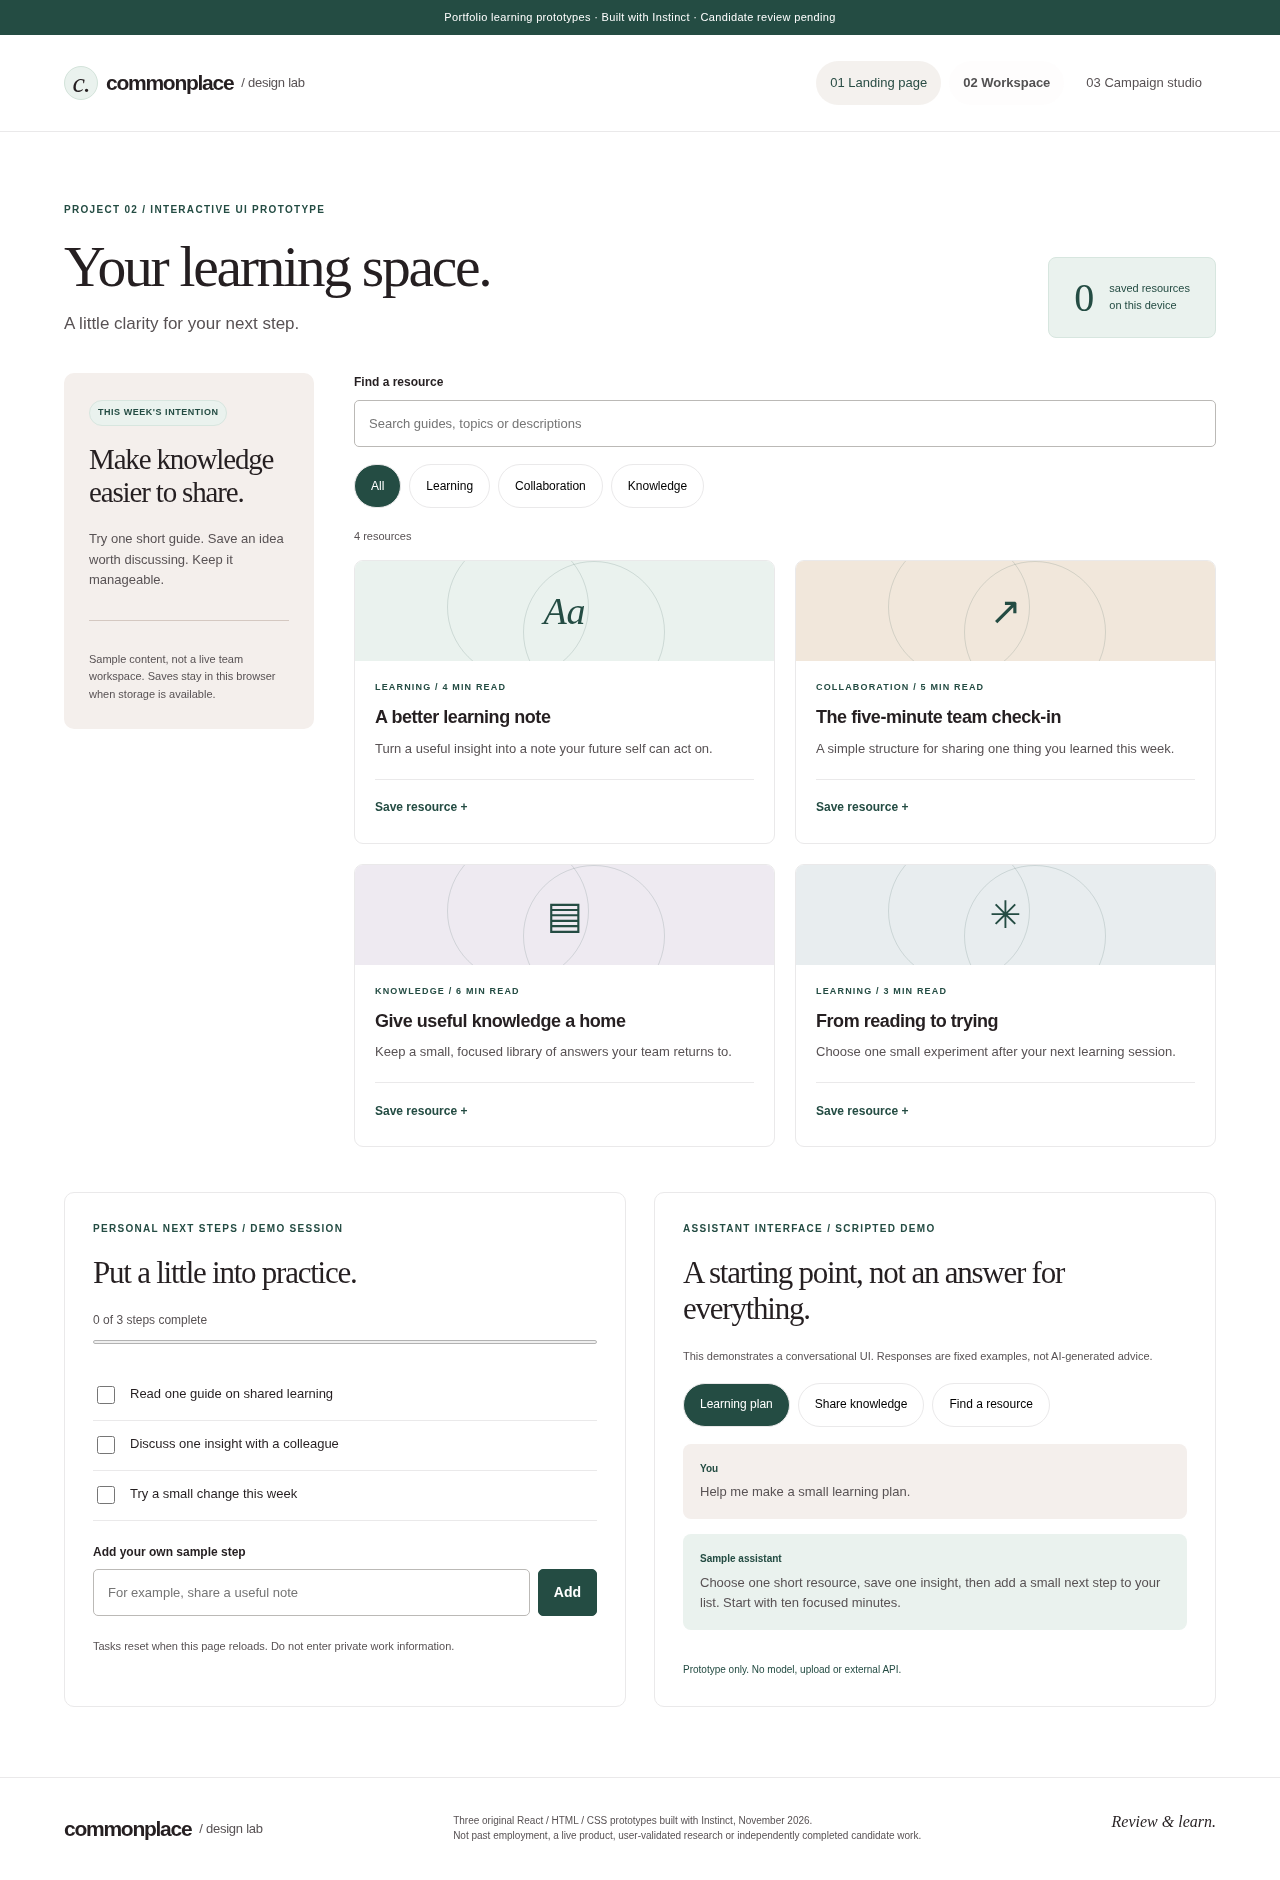 Portfolio learning prototypes · Built with Instinct · Candidate review pending
c. commonplace / design lab
01 Landing page
02 Workspace
03 Campaign studio
PROJECT 02 / INTERACTIVE UI PROTOTYPE
Your learning space.
A little clarity for your next step.
0
saved resources
on this device
THIS WEEK'S INTENTION
Make knowledge
easier to share.
Try one short guide. Save an idea
worth discussing. Keep it
manageable.
Sample content, not a live team
workspace. Saves stay in this browser
when storage is available.
Find a resource
Search guides, topics or descriptions
All
Learning
Collaboration
Knowledge
4 resources
Aa
LEARNING / 4 MIN READ
A better learning note
Turn a useful insight into a note your future self can act on.
Save resource +
↗
COLLABORATION / 5 MIN READ
The five-minute team check-in
A simple structure for sharing one thing you learned this week.
Save resource +
▤
KNOWLEDGE / 6 MIN READ
Give useful knowledge a home
Keep a small, focused library of answers your team returns to.
Save resource +
✳
LEARNING / 3 MIN READ
From reading to trying
Choose one small experiment after your next learning session.
Save resource +
PERSONAL NEXT STEPS / DEMO SESSION
Put a little into practice.
0 of 3 steps complete
Read one guide on shared learning
Discuss one insight with a colleague
Try a small change this week
Add your own sample step
For example, share a useful note
Add
Tasks reset when this page reloads. Do not enter private work information.
ASSISTANT INTERFACE / SCRIPTED DEMO
A starting point, not an answer for
everything.
This demonstrates a conversational UI. Responses are fixed examples, not AI-generated advice.
Learning plan
Share knowledge
Find a resource
You
Help me make a small learning plan.
Sample assistant
Choose one short resource, save one insight, then add a small next step to your
list. Start with ten focused minutes.
Prototype only. No model, upload or external API.
commonplace / design lab
Three original React / HTML / CSS prototypes built with Instinct, November 2026.
Not past employment, a live product, user-validated research or independently completed candidate work.
Review & learn.